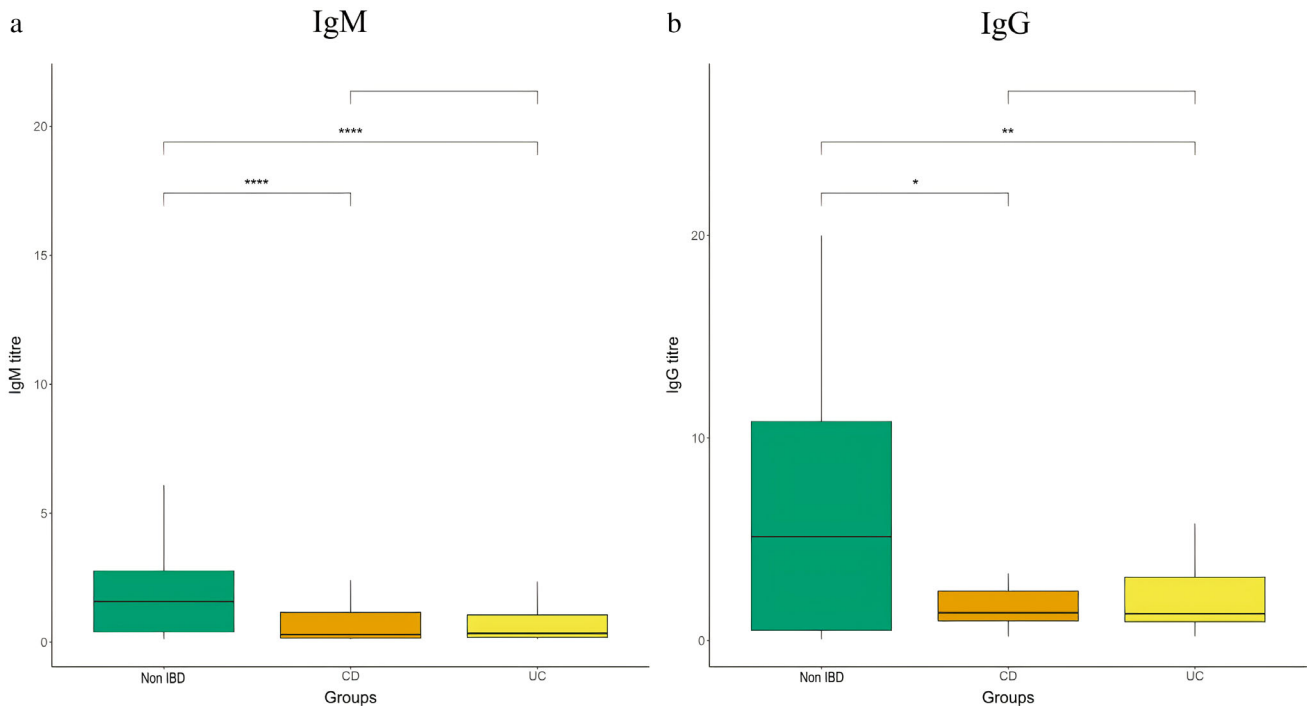 a
IgM
20
15
10
5
0
IgM titre
****
****
Non IBD
CD
UC
Groups
b
IgG
20
10
0
IgG titre
**
*
Non IBD
CD
UC
Groups